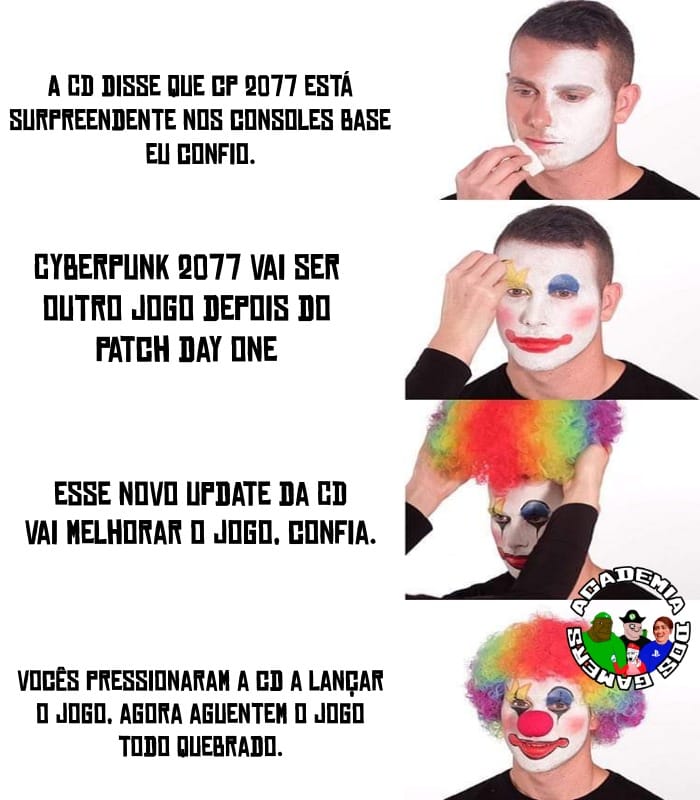 A CD DISSE QUE CP 2077 ESTÁ
SURPREENDENTE NOS CONSOLES BASE
EU CONFIO.
CYBERPUNK 2077 VAI SER
OUTRO JOGO DEPOIS DO
PATCH DAY ONE
ESSE NOVO UPDATE DA CD
VAI MELHORAR O JOGO, CONFIA.
ACADEMIA DOS GAMERS
VOCÊS PRESSIONARAM A CD A LANÇAR
O JOGO, AGORA AGUENTEM O JOGO
TODO QUEBRADO.